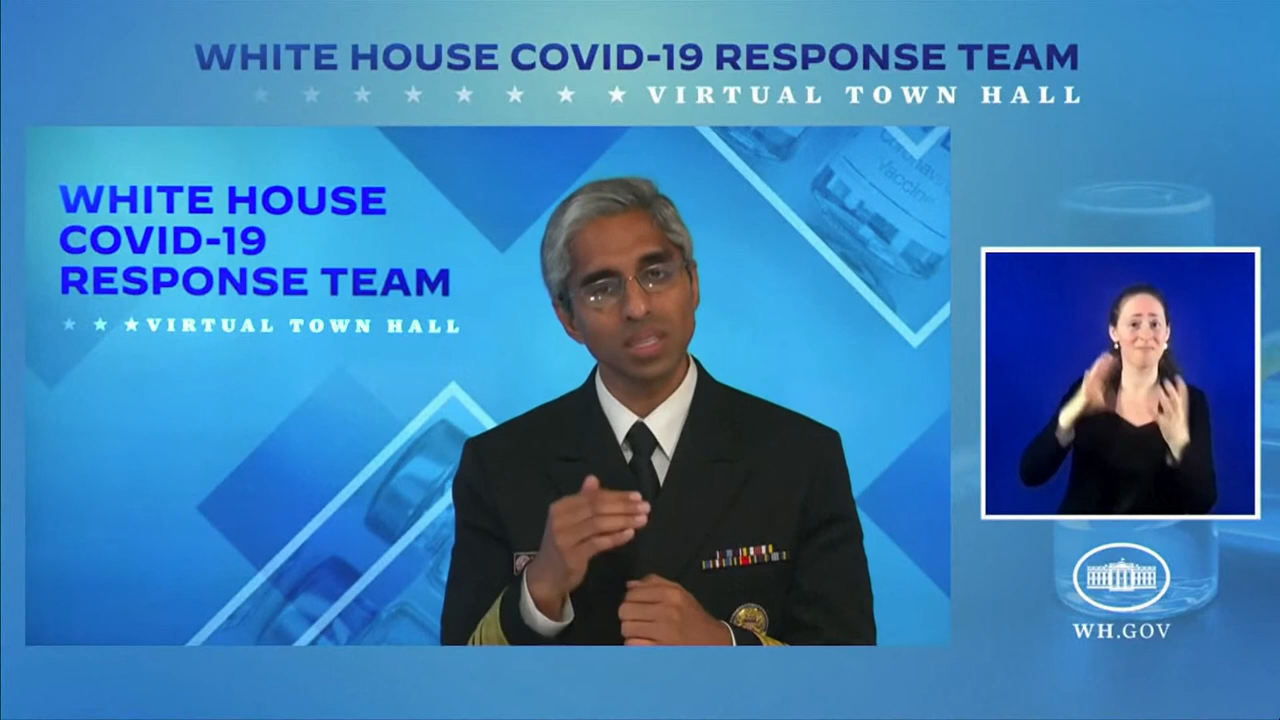 WHITE HOUSE COVID-19 RESPONSE TEAM
VIRTUAL TOWN HALL
WHITE HOUSE
COVID-19
RESPONSE TEAM
VIRTUAL TOWN HALL
Vaccine
WH.GOV